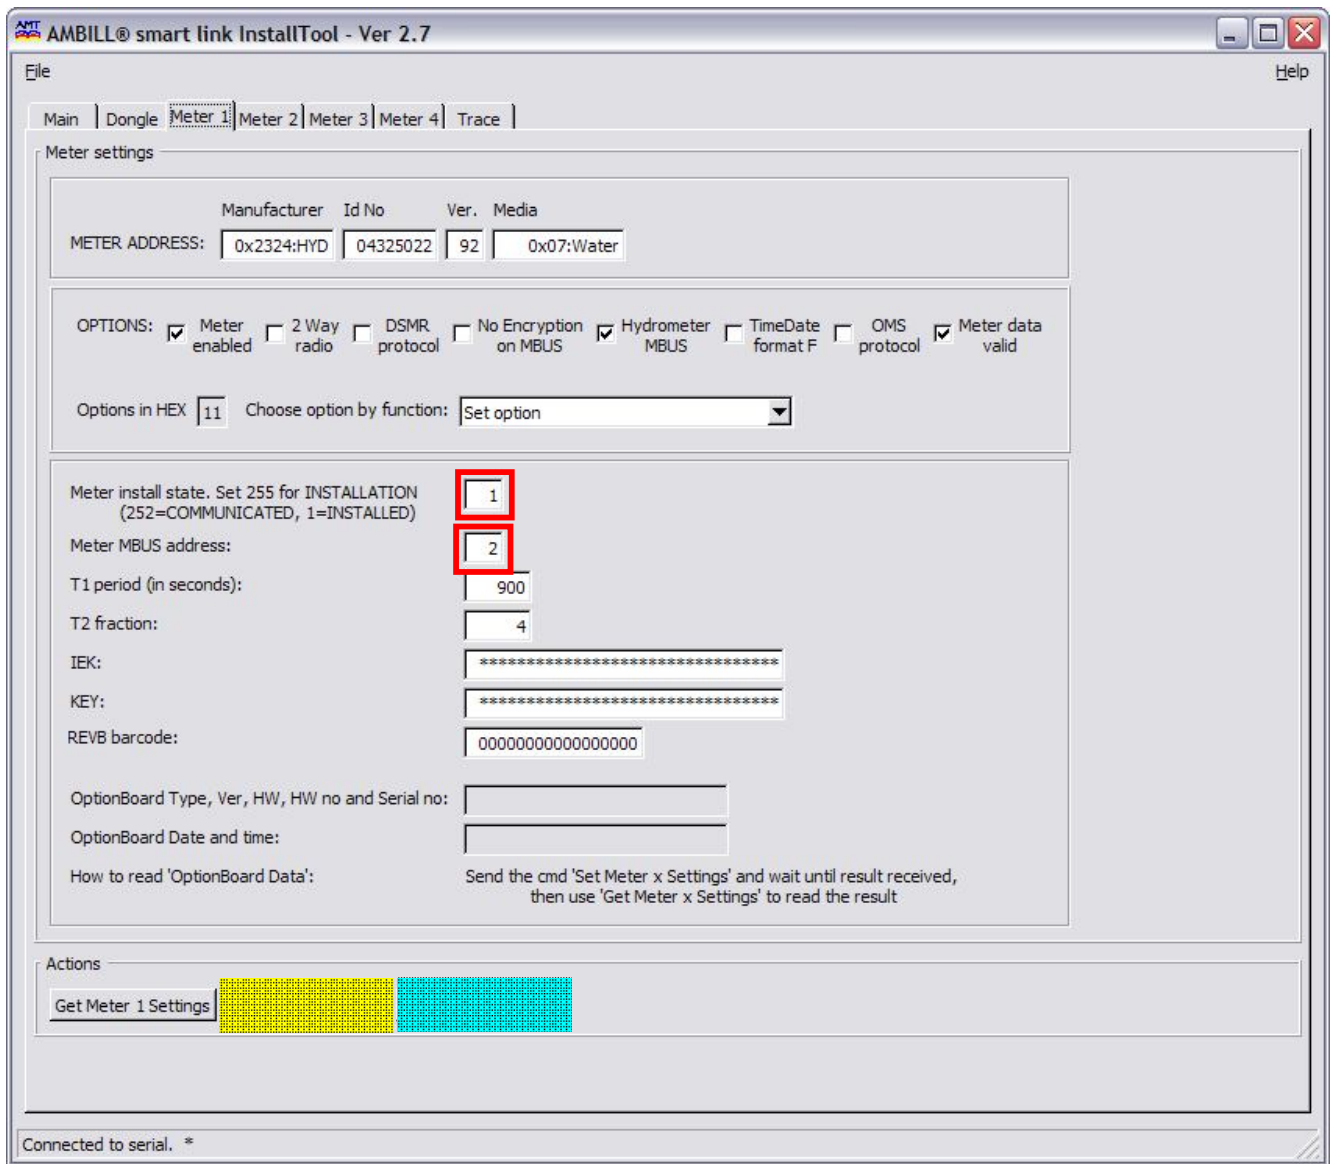 AMT AMBILL® smart link InstallTool - Ver 2.7
File Help
Main Dongle Meter 1 Meter 2 Meter 3 Meter 4 Trace
Meter settings
Manufacturer Id No Ver. Media
METER ADDRESS: 0x2324:HYD 04325022 92 0x07:Water
OPTIONS: Meter enabled 2 Way radio DSMR protocol No Encryption on MBUS Hydrometer MBUS TimeDate format F OMS protocol Meter data valid
Options in HEX 11 Choose option by function: Set option
Meter install state. Set 255 for INSTALLATION 1
(252=COMMUNICATED, 1=INSTALLED)
Meter MBUS address: 2
T1 period (in seconds): 900
T2 fraction: 4
IEK: ********************************
KEY: ********************************
REVB barcode: 00000000000000000
OptionBoard Type, Ver, HW, HW no and Serial no:
OptionBoard Date and time:
How to read 'OptionBoard Data': Send the cmd 'Set Meter x Settings' and wait until result received,
then use 'Get Meter x Settings' to read the result
Actions
Get Meter 1 Settings
Connected to serial. *